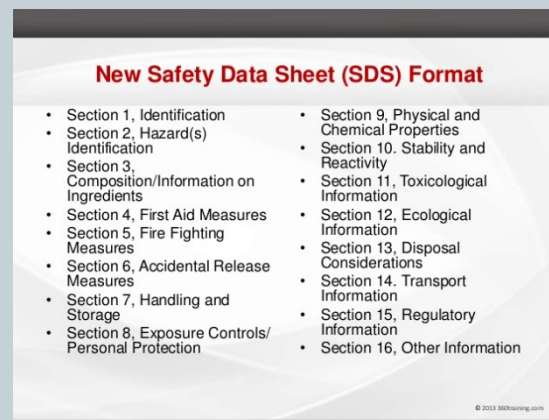 New Safety Data Sheet (SDS) Format
• Section 1, Identification
• Section 2, Hazard(s)
Identification
• Section 3,
Composition/Information on
Ingredients
• Section 4, First Aid Measures
• Section 5, Fire Fighting
Measures
• Section 6, Accidental Release
Measures
• Section 7, Handling and
Storage
• Section 8, Exposure Controls/
Personal Protection
• Section 9, Physical and
Chemical Properties
• Section 10. Stability and
Reactivity
• Section 11, Toxicological
Information
• Section 12, Ecological
Information
• Section 13, Disposal
Considerations
• Section 14. Transport
Information
• Section 15, Regulatory
Information
• Section 16, Other Information
© 2013 360training.com